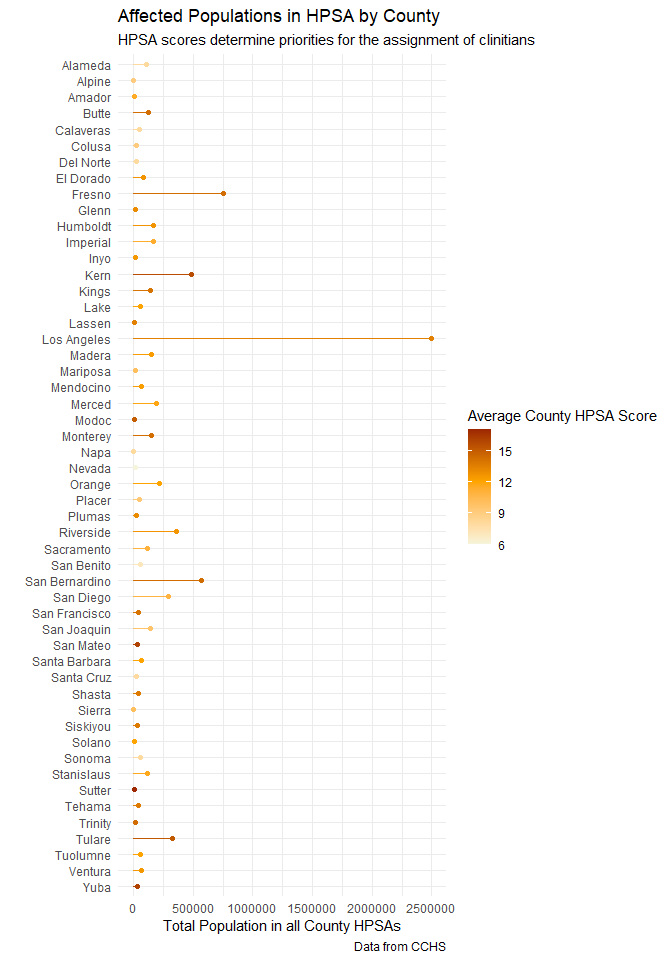 Affected Populations in HPSA by County
HPSA scores determine priorities for the assignment of clinitians
Alameda
Alpine
Amador
Butte
Calaveras
Colusa
Del Norte
El Dorado
Fresno
Glenn
Humboldt
Imperial
Inyo
Kern
Kings
Lake
Lassen
Los Angeles
Madera
Mariposa
Mendocino
Merced
Modoc
Monterey
Napa
Nevada
Orange
Placer
Plumas
Riverside
Sacramento
San Benito
San Bernardino
San Diego
San Francisco
San Joaquin
San Mateo
Santa Barbara
Santa Cruz
Shasta
Sierra
Siskiyou
Solano
Sonoma
Stanislaus
Sutter
Tehama
Trinity
Tulare
Tuolumne
Ventura
Yuba
0 500000 1000000 1500000 2000000 2500000
Total Population in all County HPSAs
Data from CCHS
Average County HPSA Score
15
12
9
6